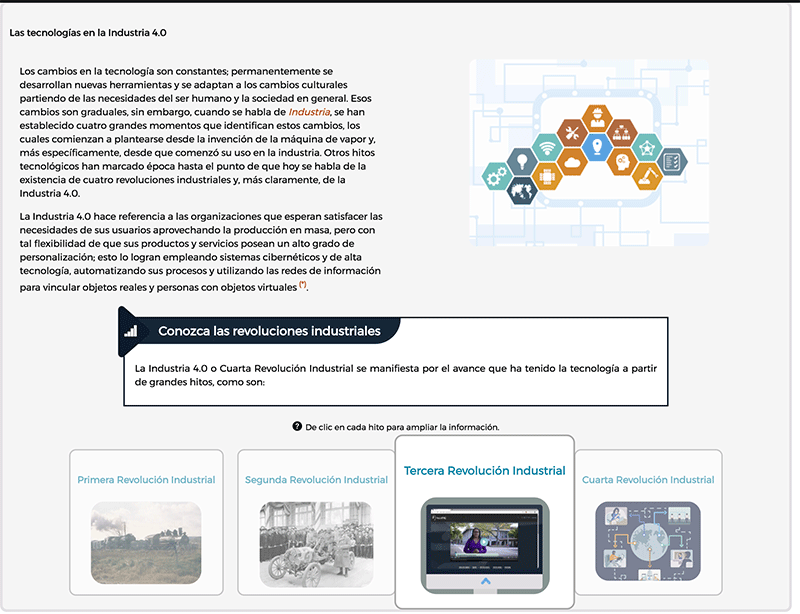 Las tecnologías en la Industria 4.0
Los cambios en la tecnología son constantes; permanentemente se
desarrollan nuevas herramientas y se adaptan a los cambios culturales
partiendo de las necesidades del ser humano y la sociedad en general. Esos
cambios son graduales, sin embargo, cuando se habla de Industria, se han
establecido cuatro grandes momentos que identifican estos cambios, los
cuales comienzan a plantearse desde la invención de la máquina de vapor y,
más específicamente, desde que comenzó su uso en la industria. Otros hitos
tecnológicos han marcado época hasta el punto de que hoy se habla de la
existencia de cuatro revoluciones industriales y, más claramente, de la
Industria 4.0.
La Industria 4.0 hace referencia a las organizaciones que esperan satisfacer las
necesidades de sus usuarios aprovechando la producción en masa, pero con
tal flexibilidad de que sus productos y servicios posean un alto grado de
personalización; esto lo logran empleando sistemas cibernéticos y de alta
tecnología, automatizando sus procesos y utilizando las redes de información
para vincular objetos reales y personas con objetos virtuales (*).
Conozca las revoluciones industriales
La Industria 4.0 o Cuarta Revolución Industrial se manifiesta por el avance que ha tenido la tecnología a partir
de grandes hitos, como son:
? De clic en cada hito para ampliar la información.
Primera Revolución Industrial
Segunda Revolución Industrial
Tercera Revolución Industrial
Cuarta Revolución Industrial